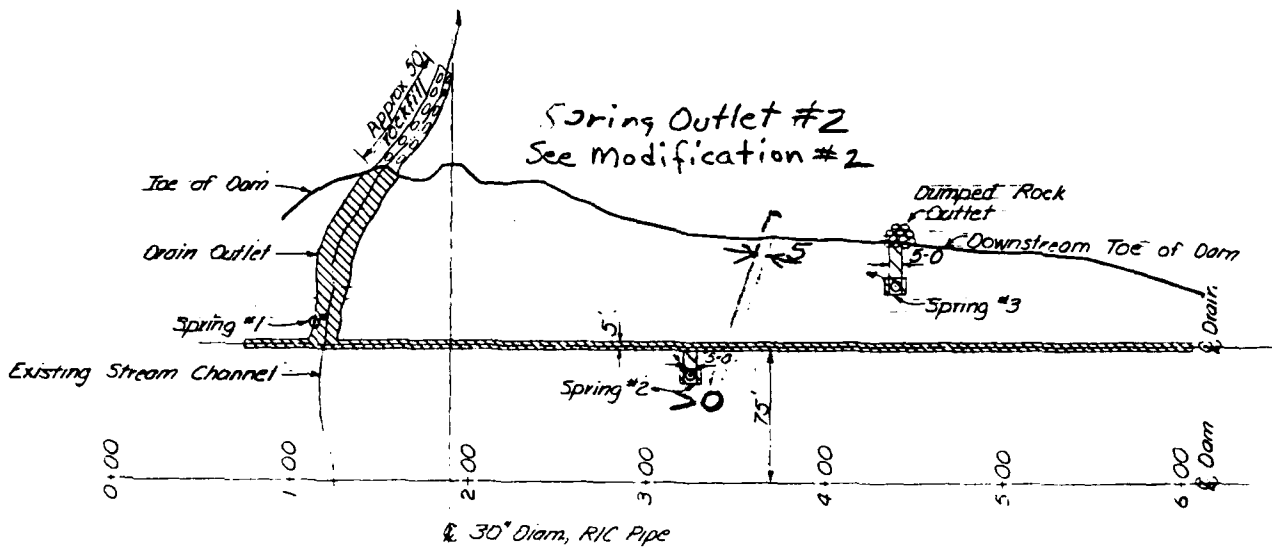 Approx 50'
rockfill
Spring Outlet #2
See Modification #2
Toe of Dam
Dumped Rock
Outlet
Drain Outlet
5
Downstream Toe of Dam
5-0
Spring #3
Spring #1
℄ Drain
5'
5-0
Existing Stream Channel
Spring #2
75'
0+00
1+00
2+00
3+00
4+00
5+00
6+00
℄ Dam
℄ 30" Diam, R/C Pipe